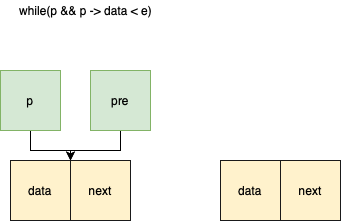 while(p && p -> data < e)
p pre
data next data next